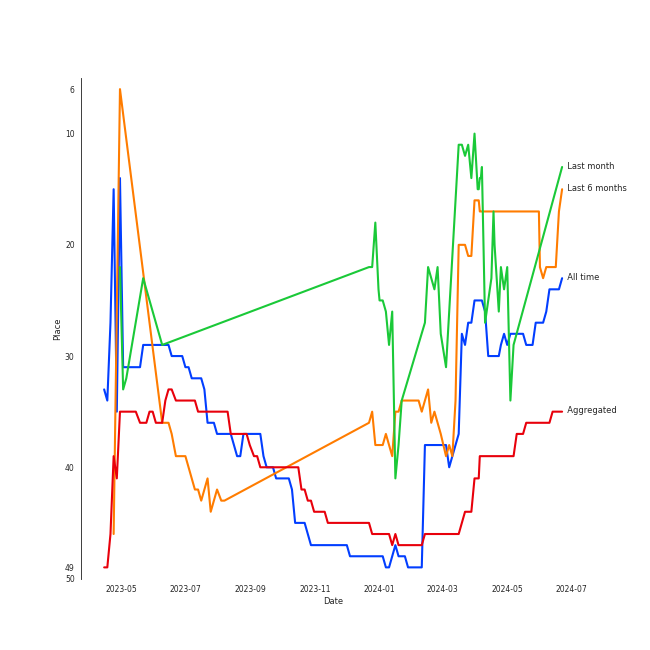 6
10
20
30
40
49
50
Place
2023-05
2023-07
2023-09
2023-11
2024-01
2024-03
2024-05
2024-07
Date
Last month
Last 6 months
All time
Aggregated